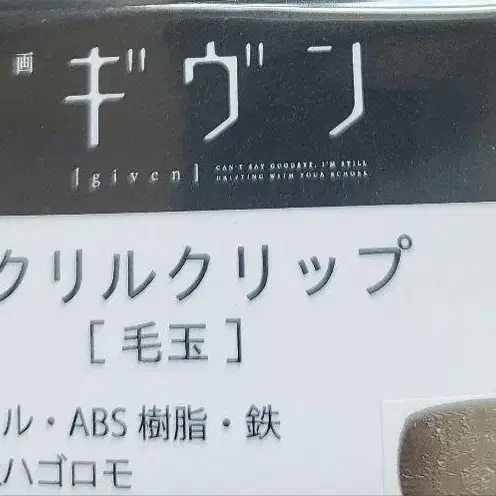 画 ギヴン
[given] CAN'T SAY GOODBYE, I'M STILL
DRIFTING WITH YOUR ECHOES
クリルクリップ
[毛玉]
ル・ABS 樹脂・鉄
ハゴロモ